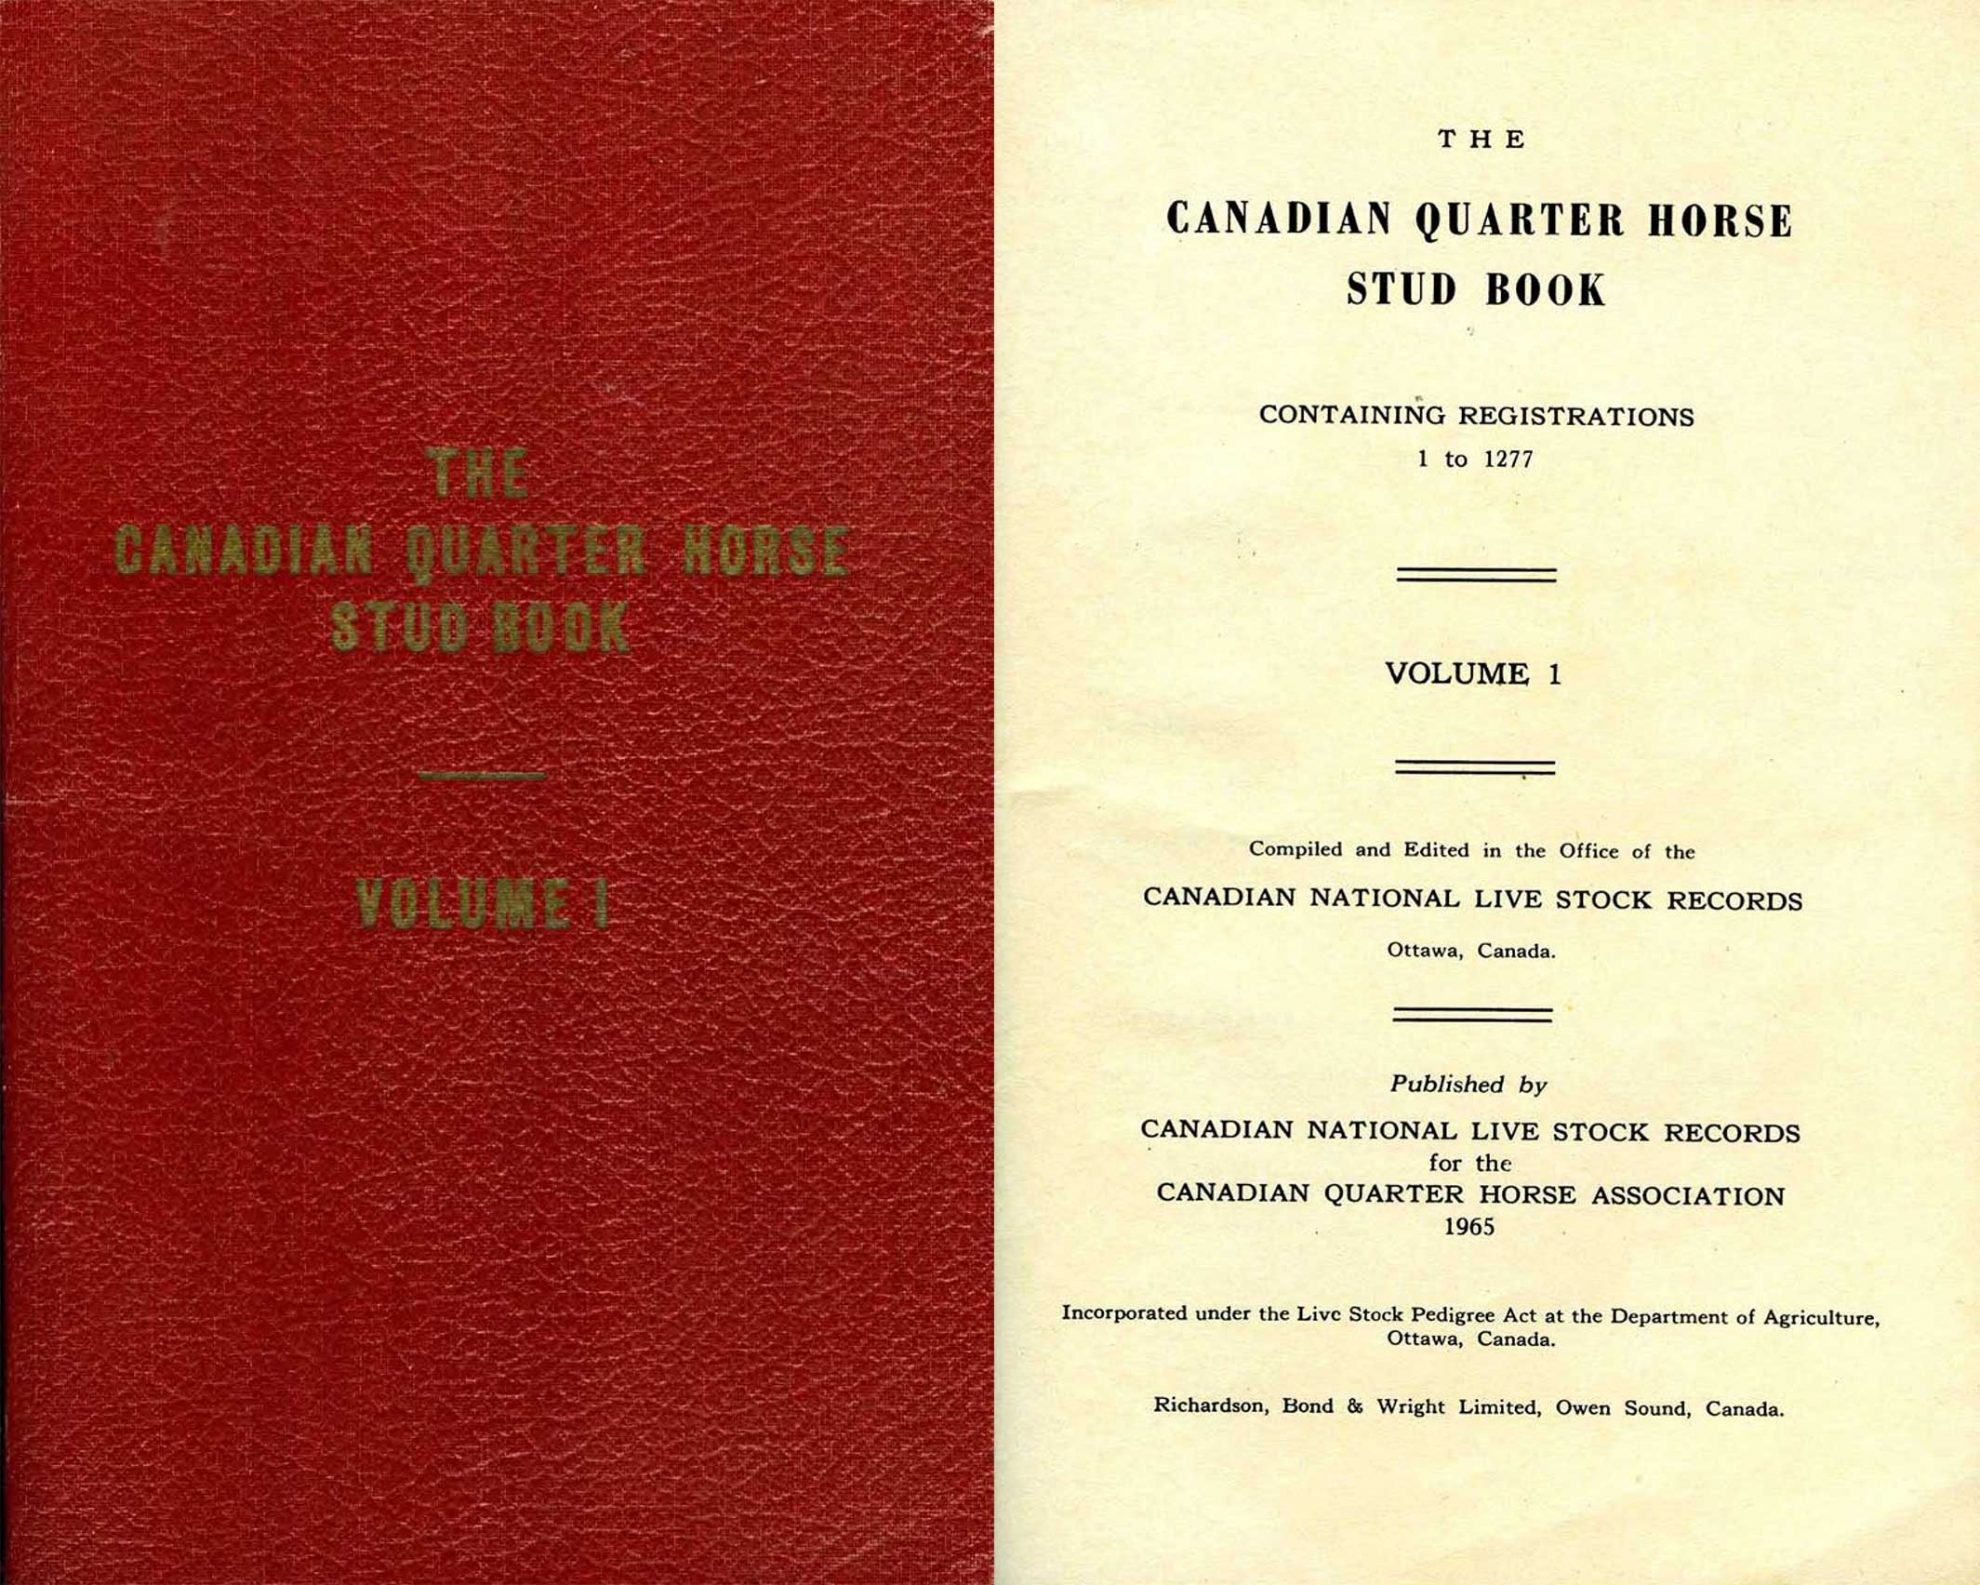 THE
CANADIAN QUARTER HORSE
STUD BOOK
VOLUME I
THE
CANADIAN QUARTER HORSE
STUD BOOK
CONTAINING REGISTRATIONS
1 to 1277
VOLUME 1
Compiled and Edited in the Office of the
CANADIAN NATIONAL LIVE STOCK RECORDS
Ottawa, Canada.
Published by
CANADIAN NATIONAL LIVE STOCK RECORDS
for the
CANADIAN QUARTER HORSE ASSOCIATION
1965
Incorporated under the Live Stock Pedigree Act at the Department of Agriculture,
Ottawa, Canada.
Richardson, Bond & Wright Limited, Owen Sound, Canada.